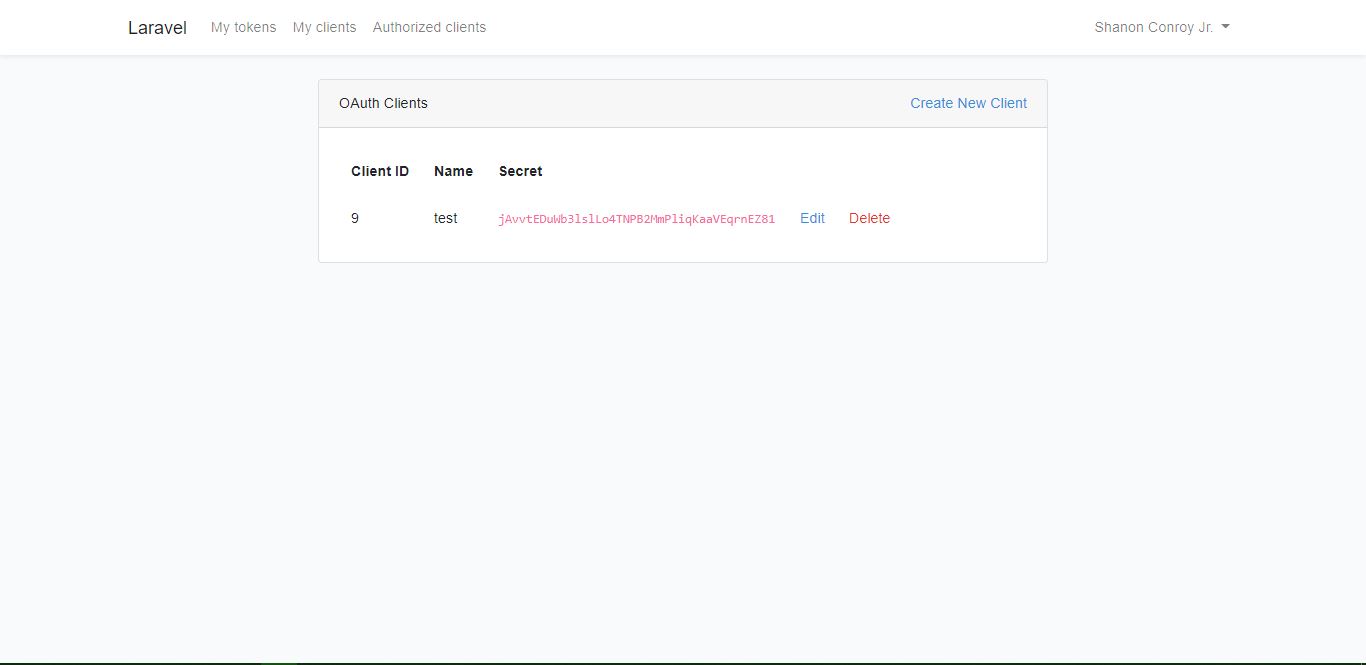 Laravel My tokens My clients Authorized clients Shanon Conroy Jr.
OAuth Clients Create New Client
Client ID Name Secret
9 test jAvvtEDuWb3lslLo4TNPB2MmPliqKaaVEqrnEZ81 Edit Delete